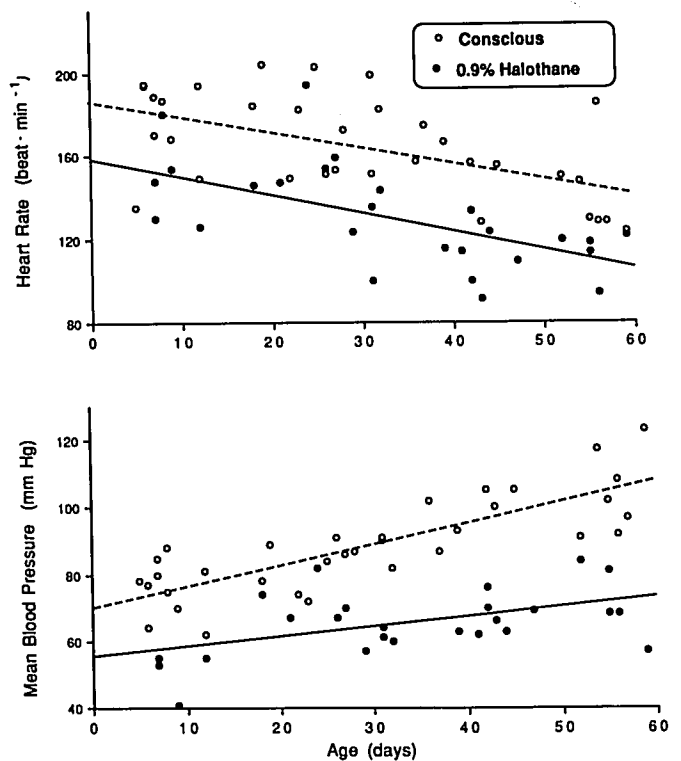 Conscious
0.9% Halothane
Heart Rate (beat · min⁻¹)
200
160
120
80
0 10 20 30 40 50 60
Mean Blood Pressure (mm Hg)
120
100
80
60
40
0 10 20 30 40 50 60
Age (days)